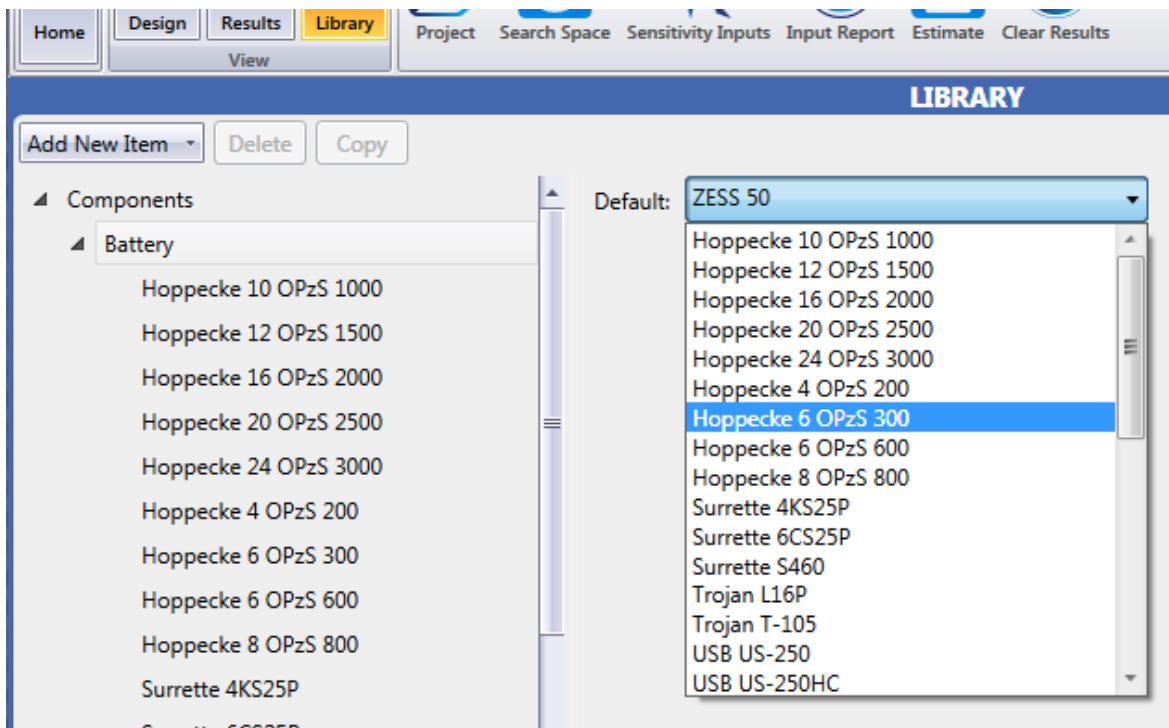 Home
Design
Results
Library
View
Project
Search Space
Sensitivity Inputs
Input Report
Estimate
Clear Results
LIBRARY
Add New Item
Delete
Copy
Components
Battery
Hoppecke 10 OPzS 1000
Hoppecke 12 OPzS 1500
Hoppecke 16 OPzS 2000
Hoppecke 20 OPzS 2500
Hoppecke 24 OPzS 3000
Hoppecke 4 OPzS 200
Hoppecke 6 OPzS 300
Hoppecke 6 OPzS 600
Hoppecke 8 OPzS 800
Surrette 4KS25P
Default:
ZESS 50
Hoppecke 10 OPzS 1000
Hoppecke 12 OPzS 1500
Hoppecke 16 OPzS 2000
Hoppecke 20 OPzS 2500
Hoppecke 24 OPzS 3000
Hoppecke 4 OPzS 200
Hoppecke 6 OPzS 300
Hoppecke 6 OPzS 600
Hoppecke 8 OPzS 800
Surrette 4KS25P
Surrette 6CS25P
Surrette S460
Trojan L16P
Trojan T-105
USB US-250
USB US-250HC